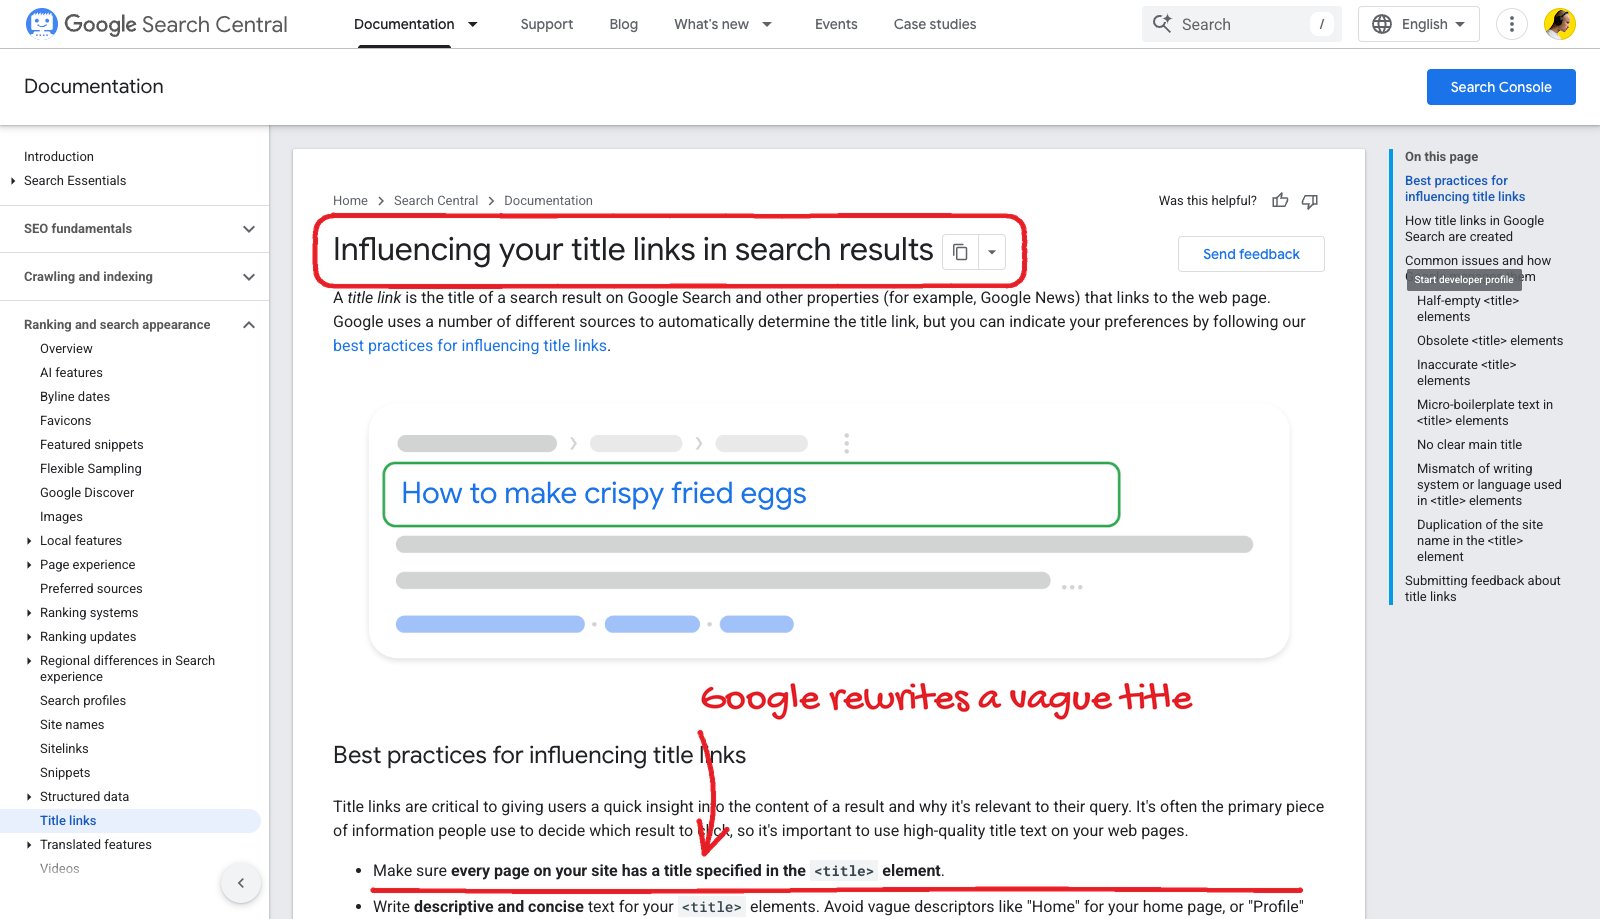 Google Search Central
Documentation
Support
Blog
What's new
Events
Case studies
Search
/
English
Documentation
Search Console
Introduction
Search Essentials
SEO fundamentals
Crawling and indexing
Ranking and search appearance
Overview
AI features
Byline dates
Favicons
Featured snippets
Flexible Sampling
Google Discover
Images
Local features
Page experience
Preferred sources
Ranking systems
Ranking updates
Regional differences in Search
experience
Search profiles
Site names
Sitelinks
Snippets
Structured data
Title links
Translated features
Videos
Home > Search Central > Documentation
Was this helpful?
Influencing your title links in search results
Send feedback
A title link is the title of a search result on Google Search and other properties (for example, Google News) that links to the web page.
Google uses a number of different sources to automatically determine the title link, but you can indicate your preferences by following our
best practices for influencing title links.
How to make crispy fried eggs
Google rewrites a vague title
Best practices for influencing title links
Title links are critical to giving users a quick insight into the content of a result and why it's relevant to their query. It's often the primary piece
of information people use to decide which result to click, so it's important to use high-quality title text on your web pages.
• Make sure every page on your site has a title specified in the <title> element.
• Write descriptive and concise text for your <title> elements. Avoid vague descriptors like "Home" for your home page, or "Profile"
On this page
Best practices for
influencing title links
How title links in Google
Search are created
Common issues and how
Start developer profile
Half-empty <title>
elements
Obsolete <title> elements
Inaccurate <title>
elements
Micro-boilerplate text in
<title> elements
No clear main title
Mismatch of writing
system or language used
in <title> elements
Duplication of the site
name in the <title>
element
Submitting feedback about
title links